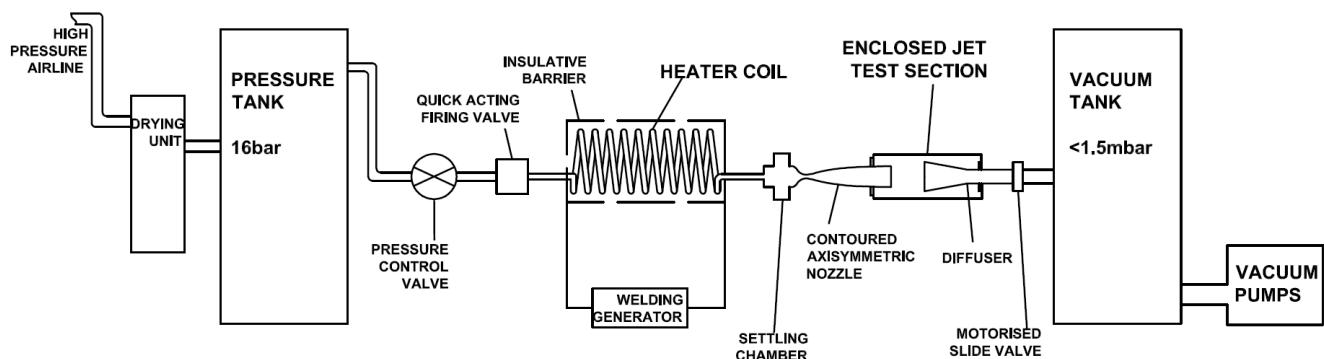 HIGH
PRESSURE
AIRLINE
DRYING
UNIT
PRESSURE
TANK
16bar
PRESSURE
CONTROL
VALVE
QUICK ACTING
FIRING VALVE
INSULATIVE
BARRIER
HEATER COIL
WELDING
GENERATOR
SETTLING
CHAMBER
CONTOURED
AXISYMMETRIC
NOZZLE
ENCLOSED JET
TEST SECTION
DIFFUSER
MOTORISED
SLIDE VALVE
VACUUM
TANK
<1.5mbar
VACUUM
PUMPS